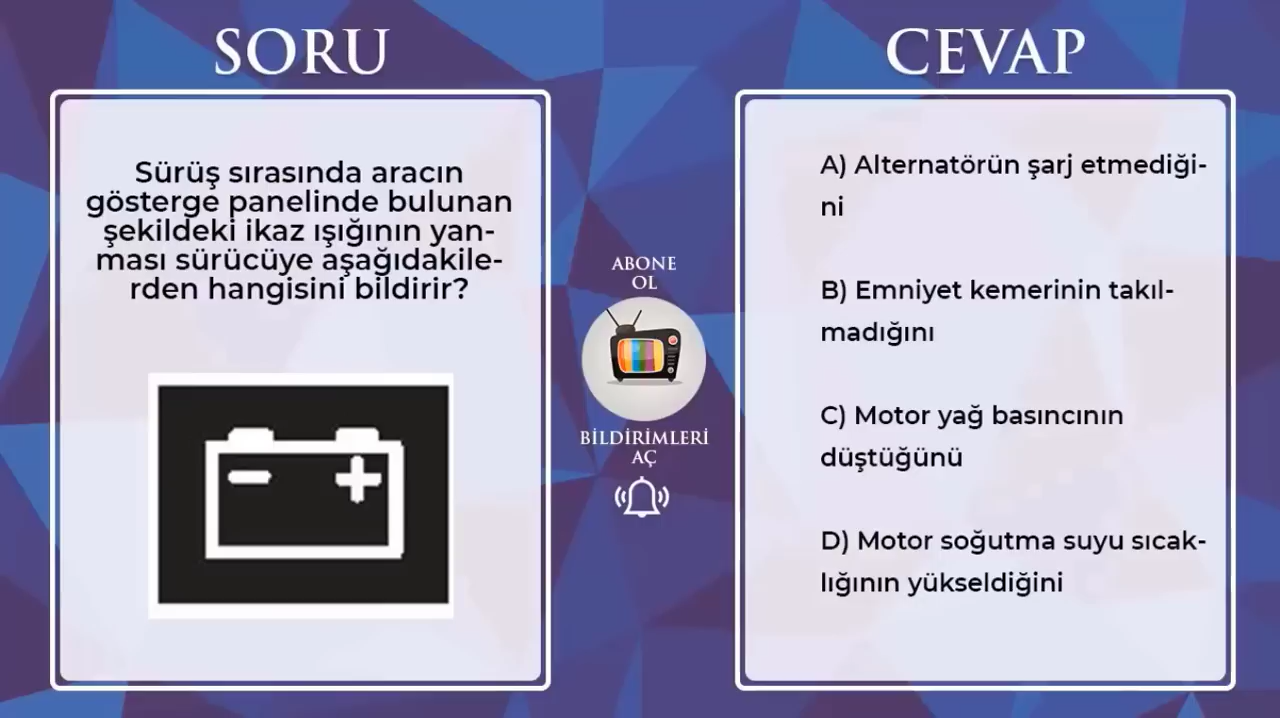 SORU
Sürüş sırasında aracın
gösterge panelinde bulunan
şekildeki ikaz ışığının yan-
ması sürücüye aşağıdakile-
rden hangisini bildirir?
ABONE
OL
BİLDİRİMLERİ
AÇ
CEVAP
A) Alternatörün şarj etmediği-
ni
B) Emniyet kemerinin takıl-
madığını
C) Motor yağ basıncının
düştüğünü
D) Motor soğutma suyu sıcak-
lığının yükseldiğini